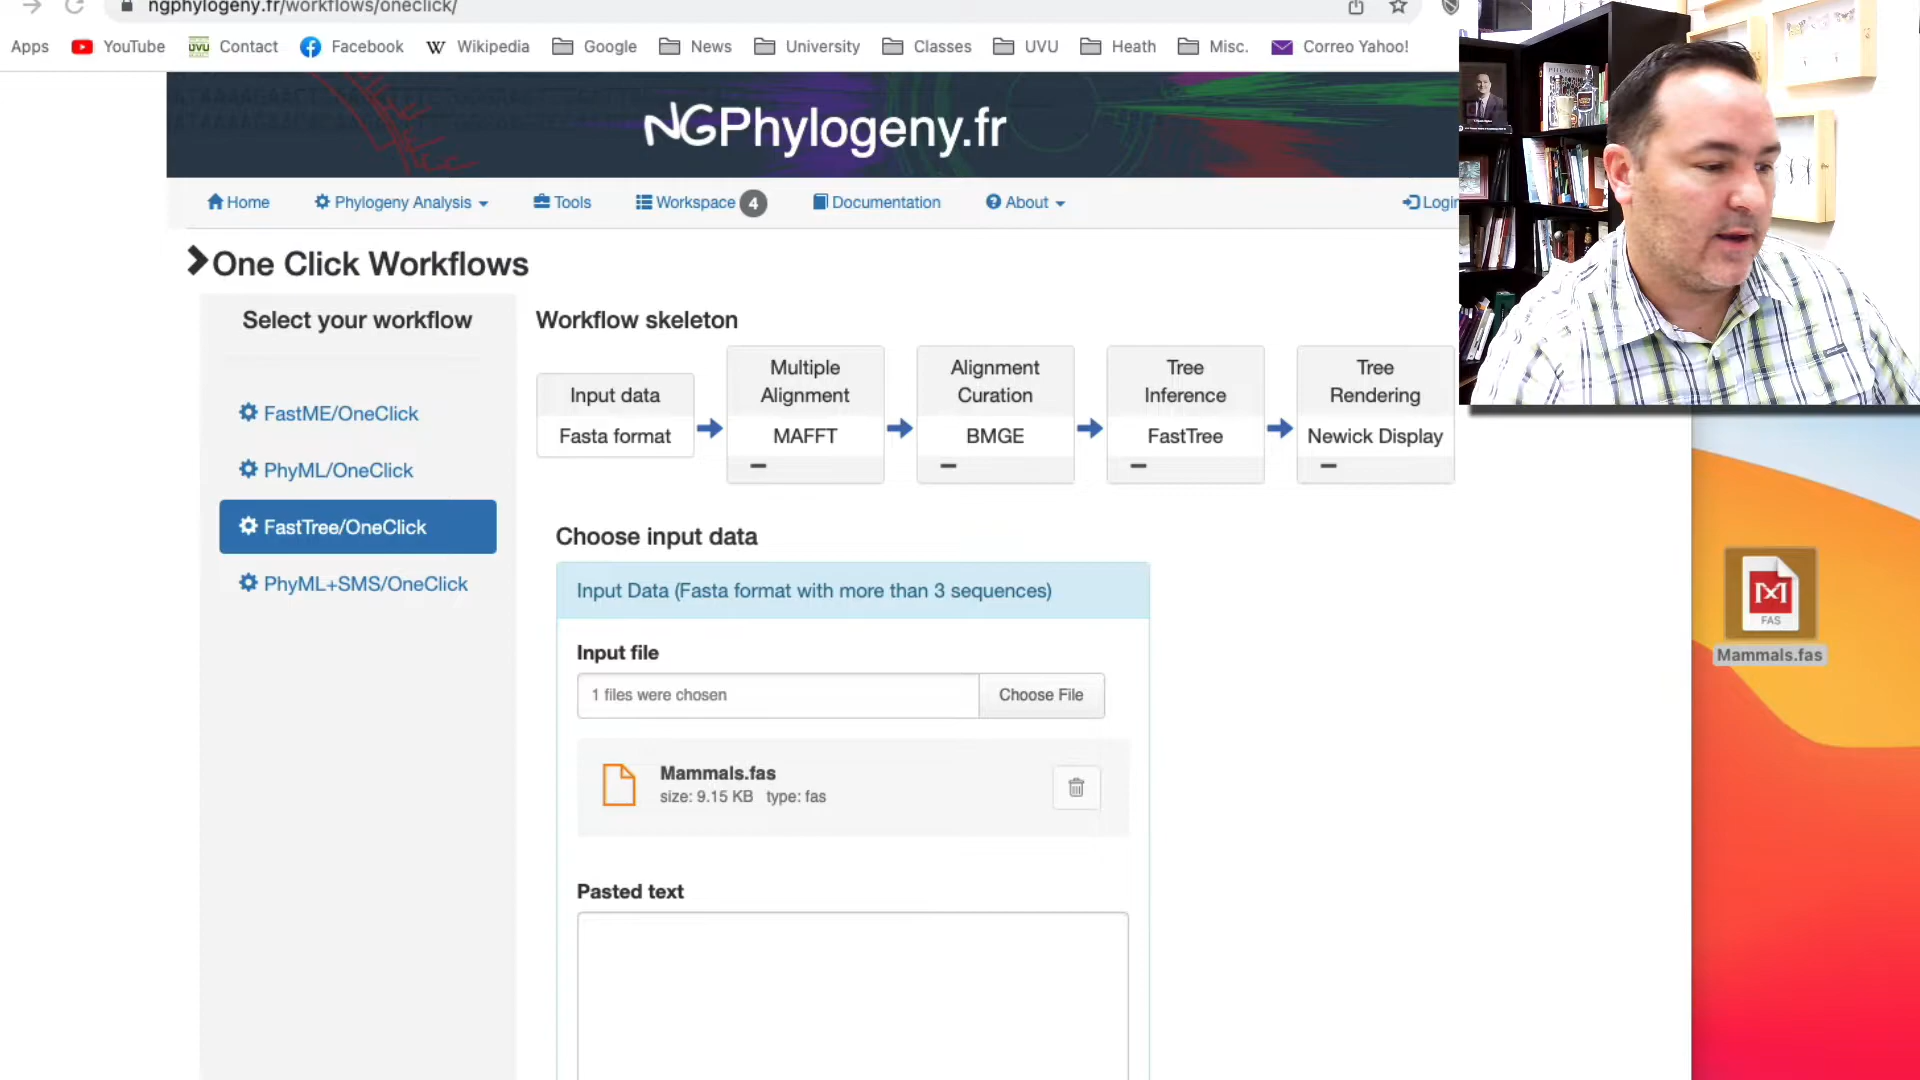 ngphylogeny.fr/workflows/oneclick/
Apps YouTube Contact Facebook Wikipedia Google News University Classes UVU Heath Misc. Correo Yahoo!
NGPhylogeny.fr
Home Phylogeny Analysis Tools Workspace 4 Documentation About Login
One Click Workflows
Select your workflow
FastME/OneClick
PhyML/OneClick
FastTree/OneClick
PhyML+SMS/OneClick
Workflow skeleton
Input data
Fasta format
Multiple
Alignment
MAFFT
Alignment
Curation
BMGE
Tree
Inference
FastTree
Tree
Rendering
Newick Display
Choose input data
Input Data (Fasta format with more than 3 sequences)
Input file
1 files were chosen Choose File
Mammals.fas
size: 9.15 KB type: fas
Pasted text
FAS
Mammals.fas